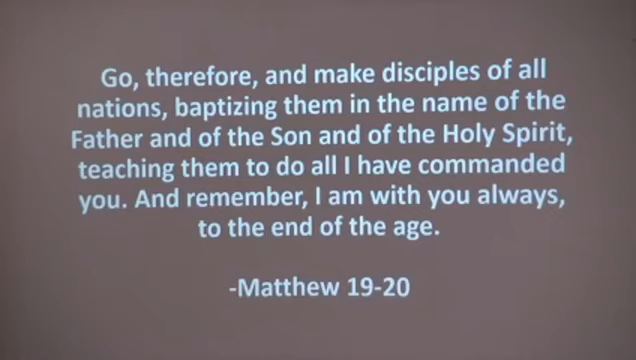 Go, therefore, and make disciples of all
nations, baptizing them in the name of the
Father and of the Son and of the Holy Spirit,
teaching them to do all I have commanded
you. And remember, I am with you always,
to the end of the age.
-Matthew 19-20